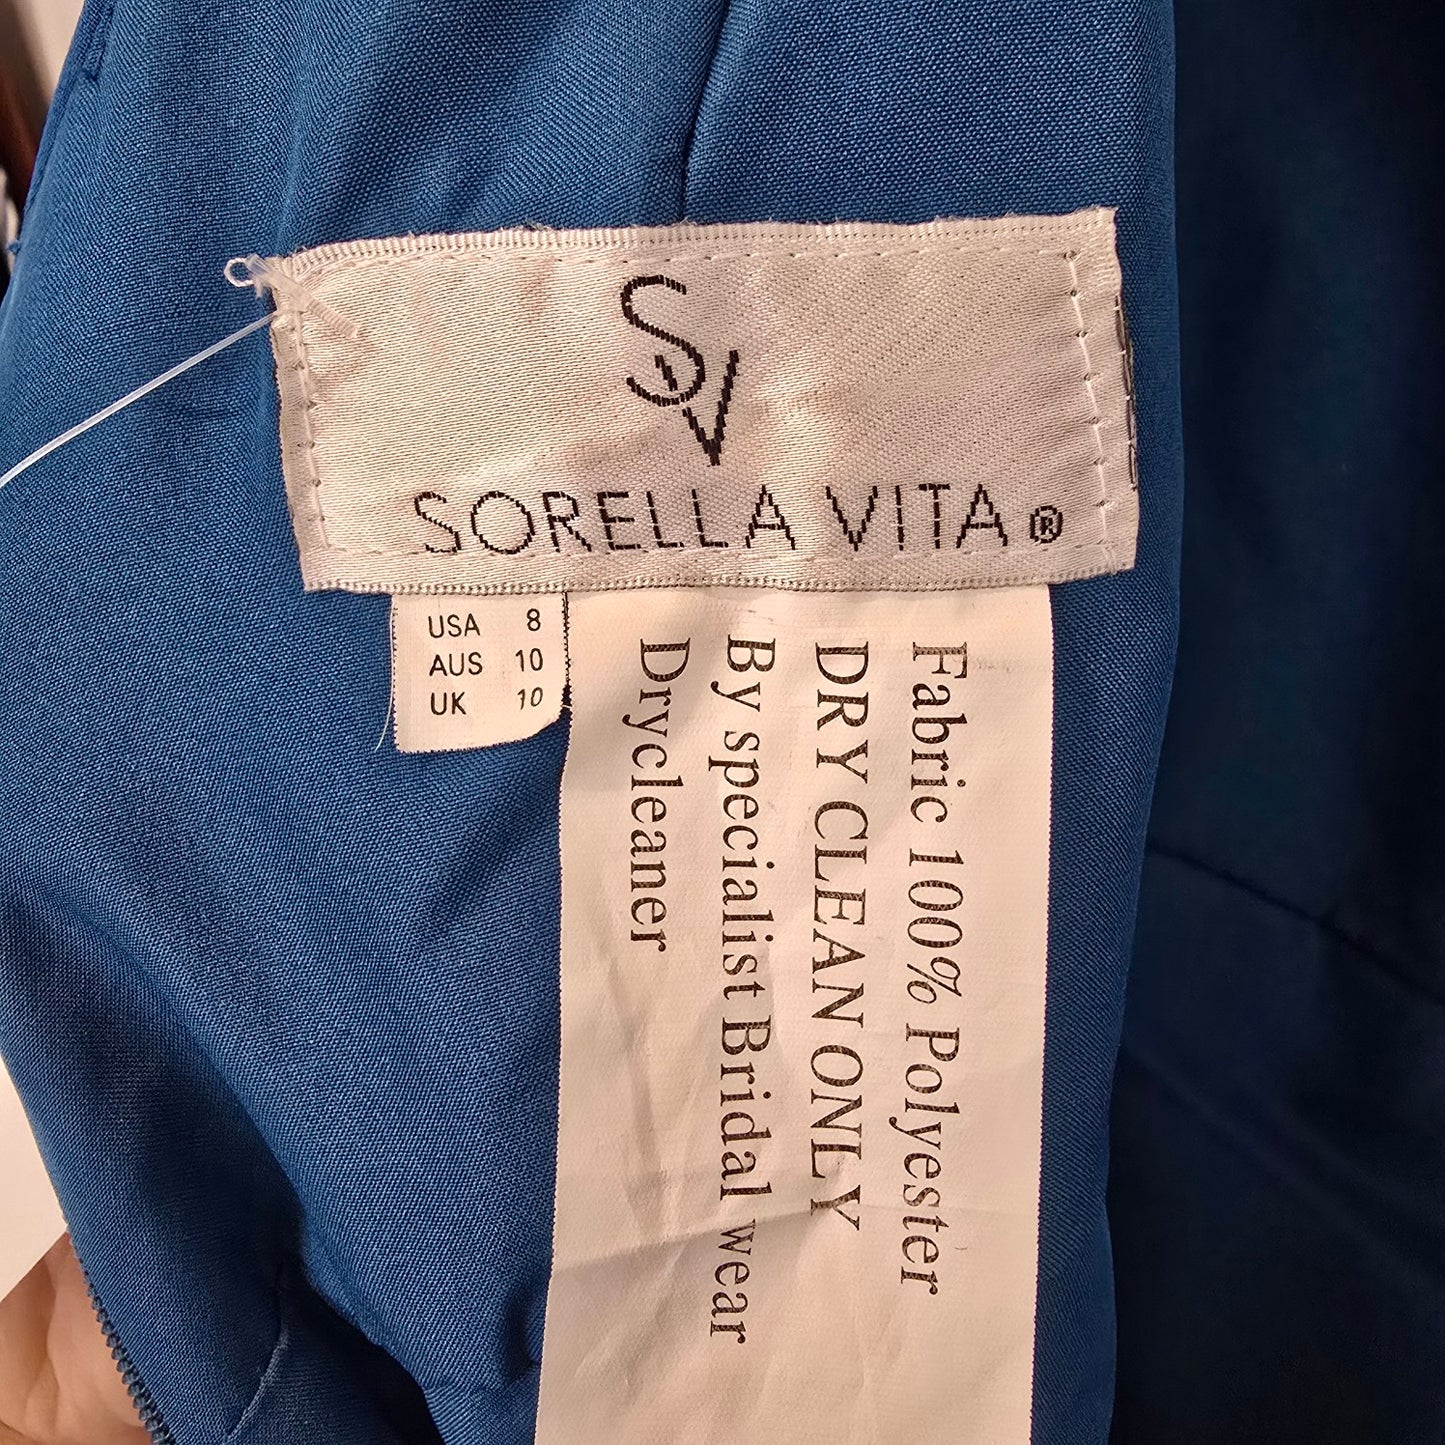 SV
SORELLA VITA®
USA 8
AUS 10
UK 10
Fabric 100% Polyester
DRY CLEAN ONLY
By specialist Bridal wear
Drycleaner